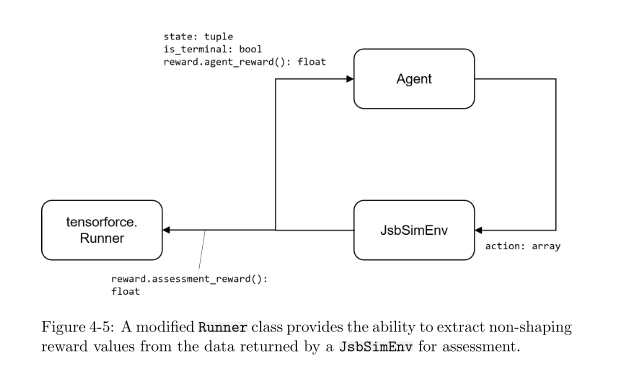 state: tuple
is_terminal: bool
reward.agent_reward(): float
Agent
tensorforce.
Runner
JsbSimEnv
action: array
reward.assessment_reward():
float
Figure 4-5: A modified Runner class provides the ability to extract non-shaping
reward values from the data returned by a JsbSimEnv for assessment.